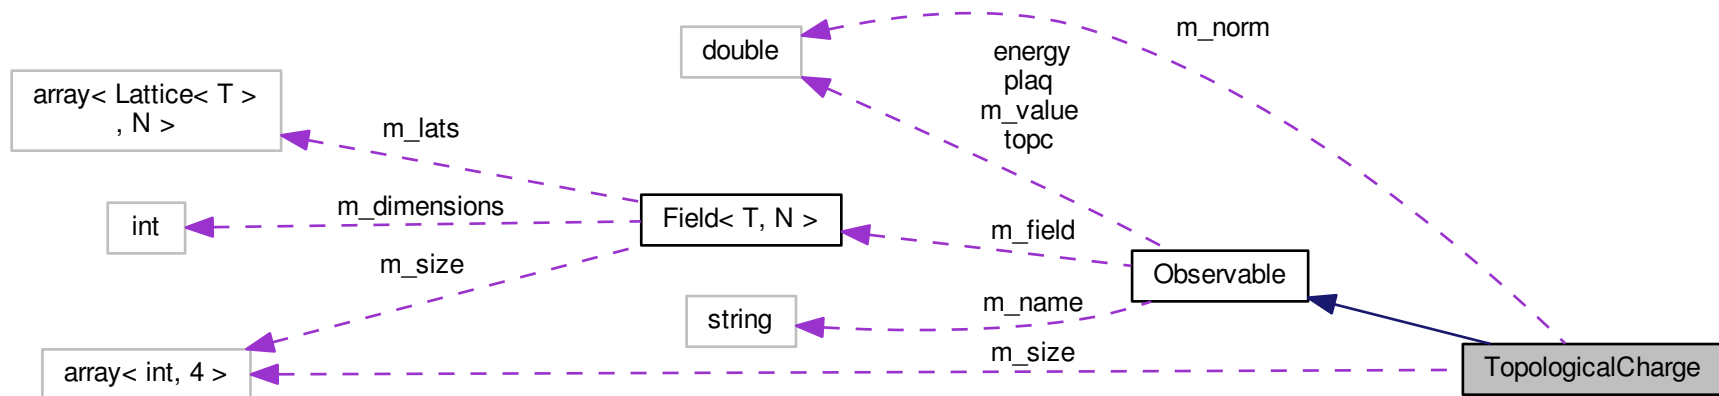 m_norm
double
energy
plaq
m_value
topc
array< Lattice< T >
, N >
m_lats
m_dimensions
int
Field< T, N >
m_field
m_size
Observable
m_name
string
m_size
array< int, 4 >
TopologicalCharge